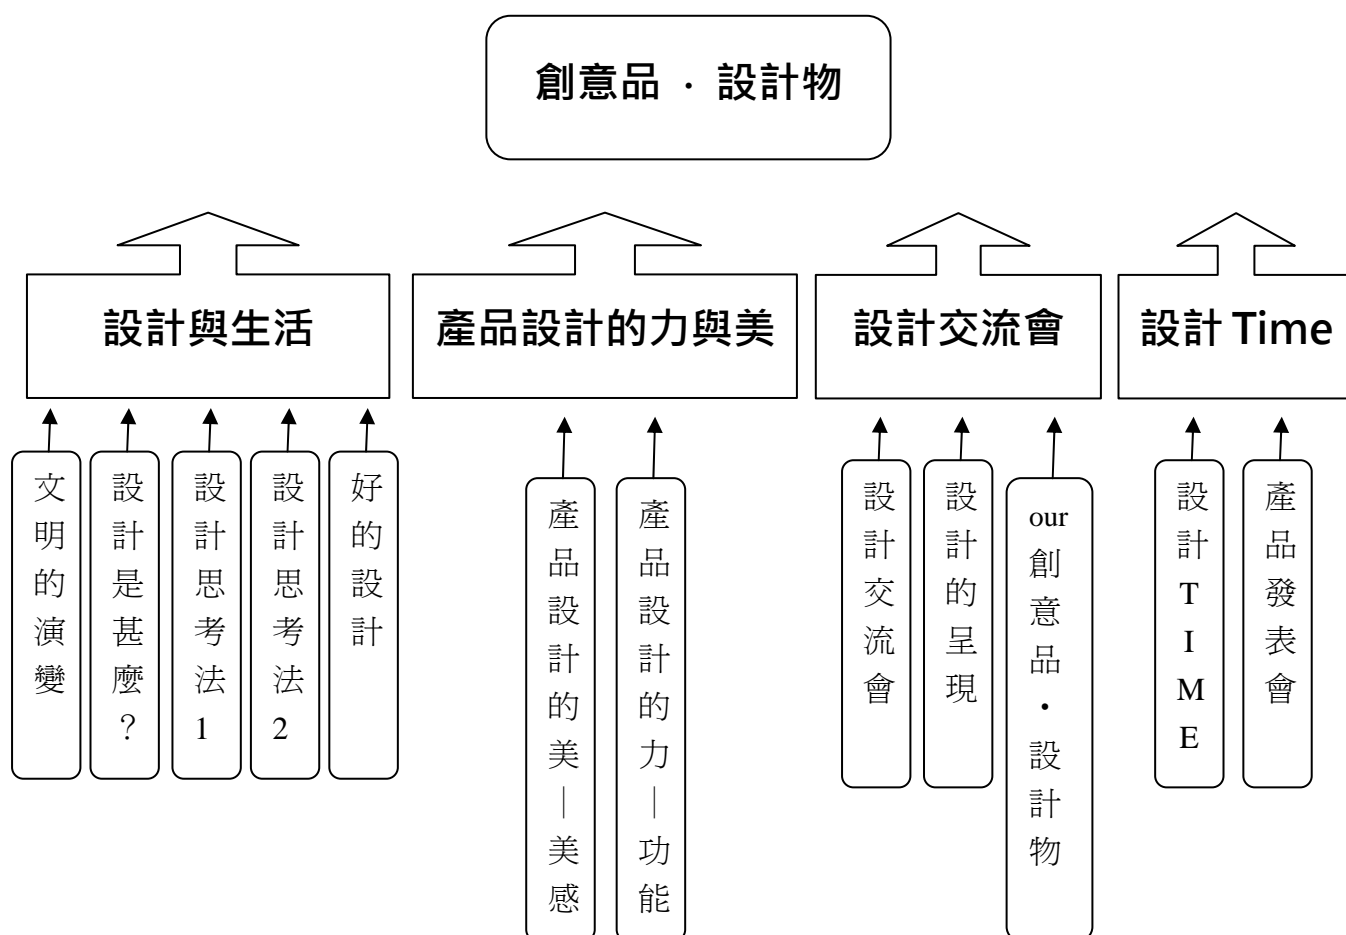 創意品 · 設計物
設計與生活
產品設計的力與美
設計交流會
設計 Time
文明的演變
設計是甚麼？
設計思考法1
設計思考法2
好的設計
產品設計的美—美感
產品設計的力—功能
設計交流會
設計的呈現
our創意品・設計物
設計TIME
產品發表會